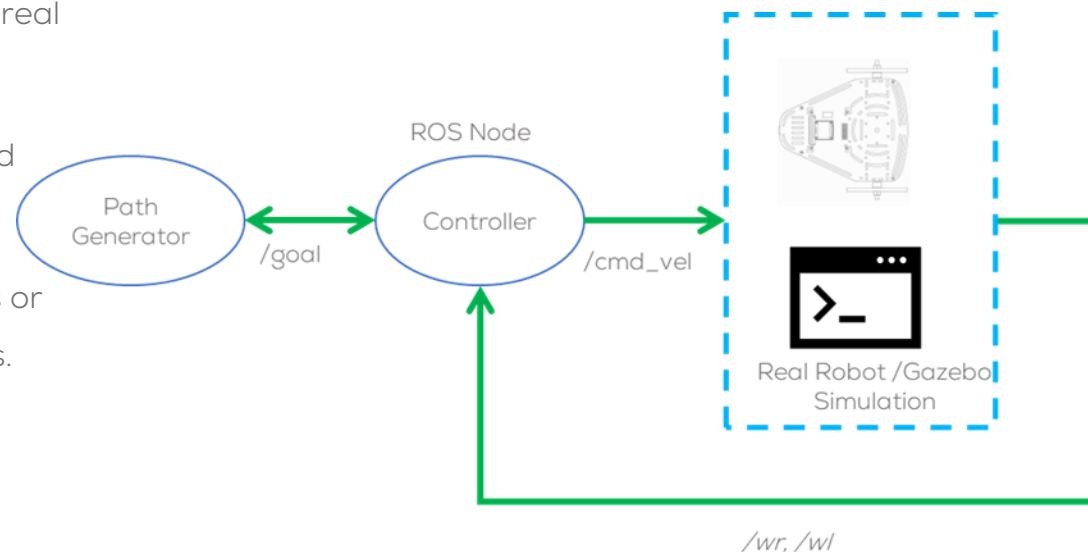 real
d
s or
s.
ROS Node
Path
Generator
/goal
Controller
/cmd_vel
>_
Real Robot /Gazebo
Simulation
/wr, /wl